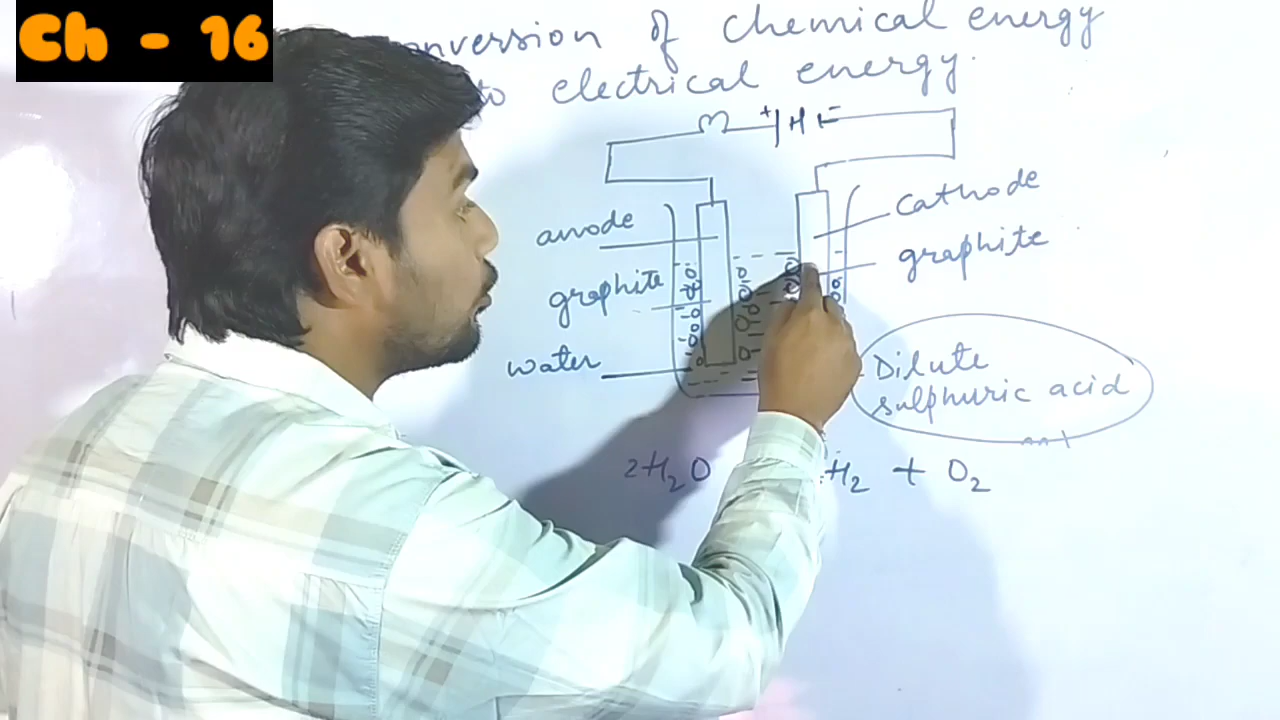 Ch - 16
onversion of chemical energy
to electrical energy.
+ -
anode
cathode
graphite
graphite
water
Dilute
sulphuric acid
2H₂O H₂ + O₂